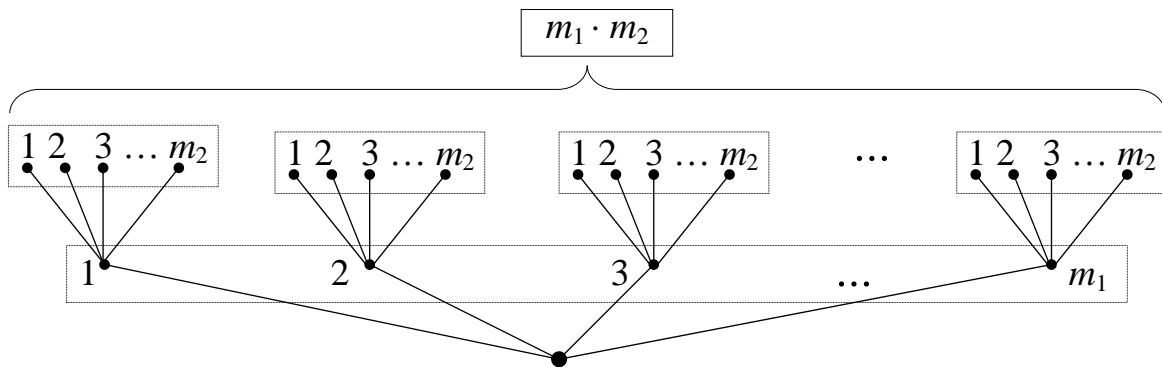 m₁ · m₂
1 2 3 … m₂ 1 2 3 … m₂ 1 2 3 … m₂ … 1 2 3 … m₂
1 2 3 … m₁